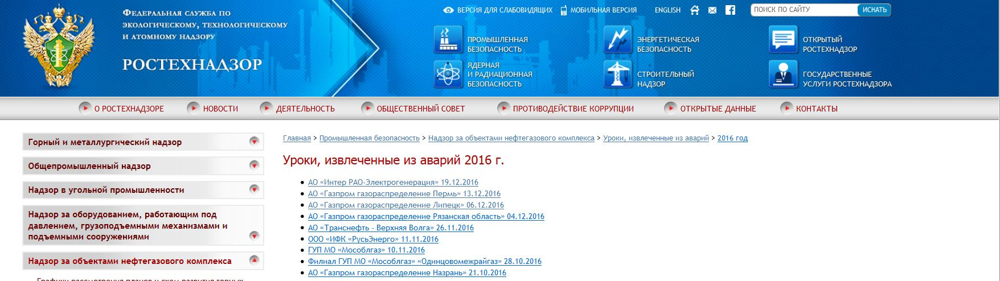 ФЕДЕРАЛЬНАЯ СЛУЖБА ПО
ЭКОЛОГИЧЕСКОМУ, ТЕХНОЛОГИЧЕСКОМУ
И АТОМНОМУ НАДЗОРУ
РОСТЕХНАДЗОР
ВЕРСИЯ ДЛЯ СЛАБОВИДЯЩИХ
МОБИЛЬНАЯ ВЕРСИЯ
ENGLISH
ПОИСК ПО САЙТУ
ИСКАТЬ
ПРОМЫШЛЕННАЯ
БЕЗОПАСНОСТЬ
ЭНЕРГЕТИЧЕСКАЯ
БЕЗОПАСНОСТЬ
ОТКРЫТЫЙ
РОСТЕХНАДЗОР
ЯДЕРНАЯ
И РАДИАЦИОННАЯ
БЕЗОПАСНОСТЬ
СТРОИТЕЛЬНЫЙ
НАДЗОР
ГОСУДАРСТВЕННЫЕ
УСЛУГИ РОСТЕХНАДЗОРА
О РОСТЕХНАДЗОРЕ
НОВОСТИ
ДЕЯТЕЛЬНОСТЬ
ОБЩЕСТВЕННЫЙ СОВЕТ
ПРОТИВОДЕЙСТВИЕ КОРРУПЦИИ
ОТКРЫТЫЕ ДАННЫЕ
КОНТАКТЫ
Горный и металлургический надзор
Общепромышленный надзор
Надзор в угольной промышленности
Надзор за оборудованием, работающим под
давлением, грузоподъемными механизмами и
подъемными сооружениями
Надзор за объектами нефтегазового комплекса
Графики рассмотрения планов и схем развития горных
Главная > Промышленная безопасность > Надзор за объектами нефтегазового комплекса > Уроки, извлеченные из аварий > 2016 год
Уроки, извлеченные из аварий 2016 г.
АО «Интер РАО-Электрогенерация» 19.12.2016
АО «Газпром газораспределение Пермь» 13.12.2016
АО «Газпром газораспределение Липецк» 06.12.2016
АО «Газпром газораспределение Рязанская область» 04.12.2016
АО «Транснефть - Верхняя Волга» 26.11.2016
ООО «ИФК «РусьЭнерго» 11.11.2016
ГУП МО «Мособлгаз» 10.11.2016
Филиал ГУП МО «Мособлгаз» «Одинцовомежрайгаз» 28.10.2016
АО «Газпром газораспределение Назрань» 21.10.2016